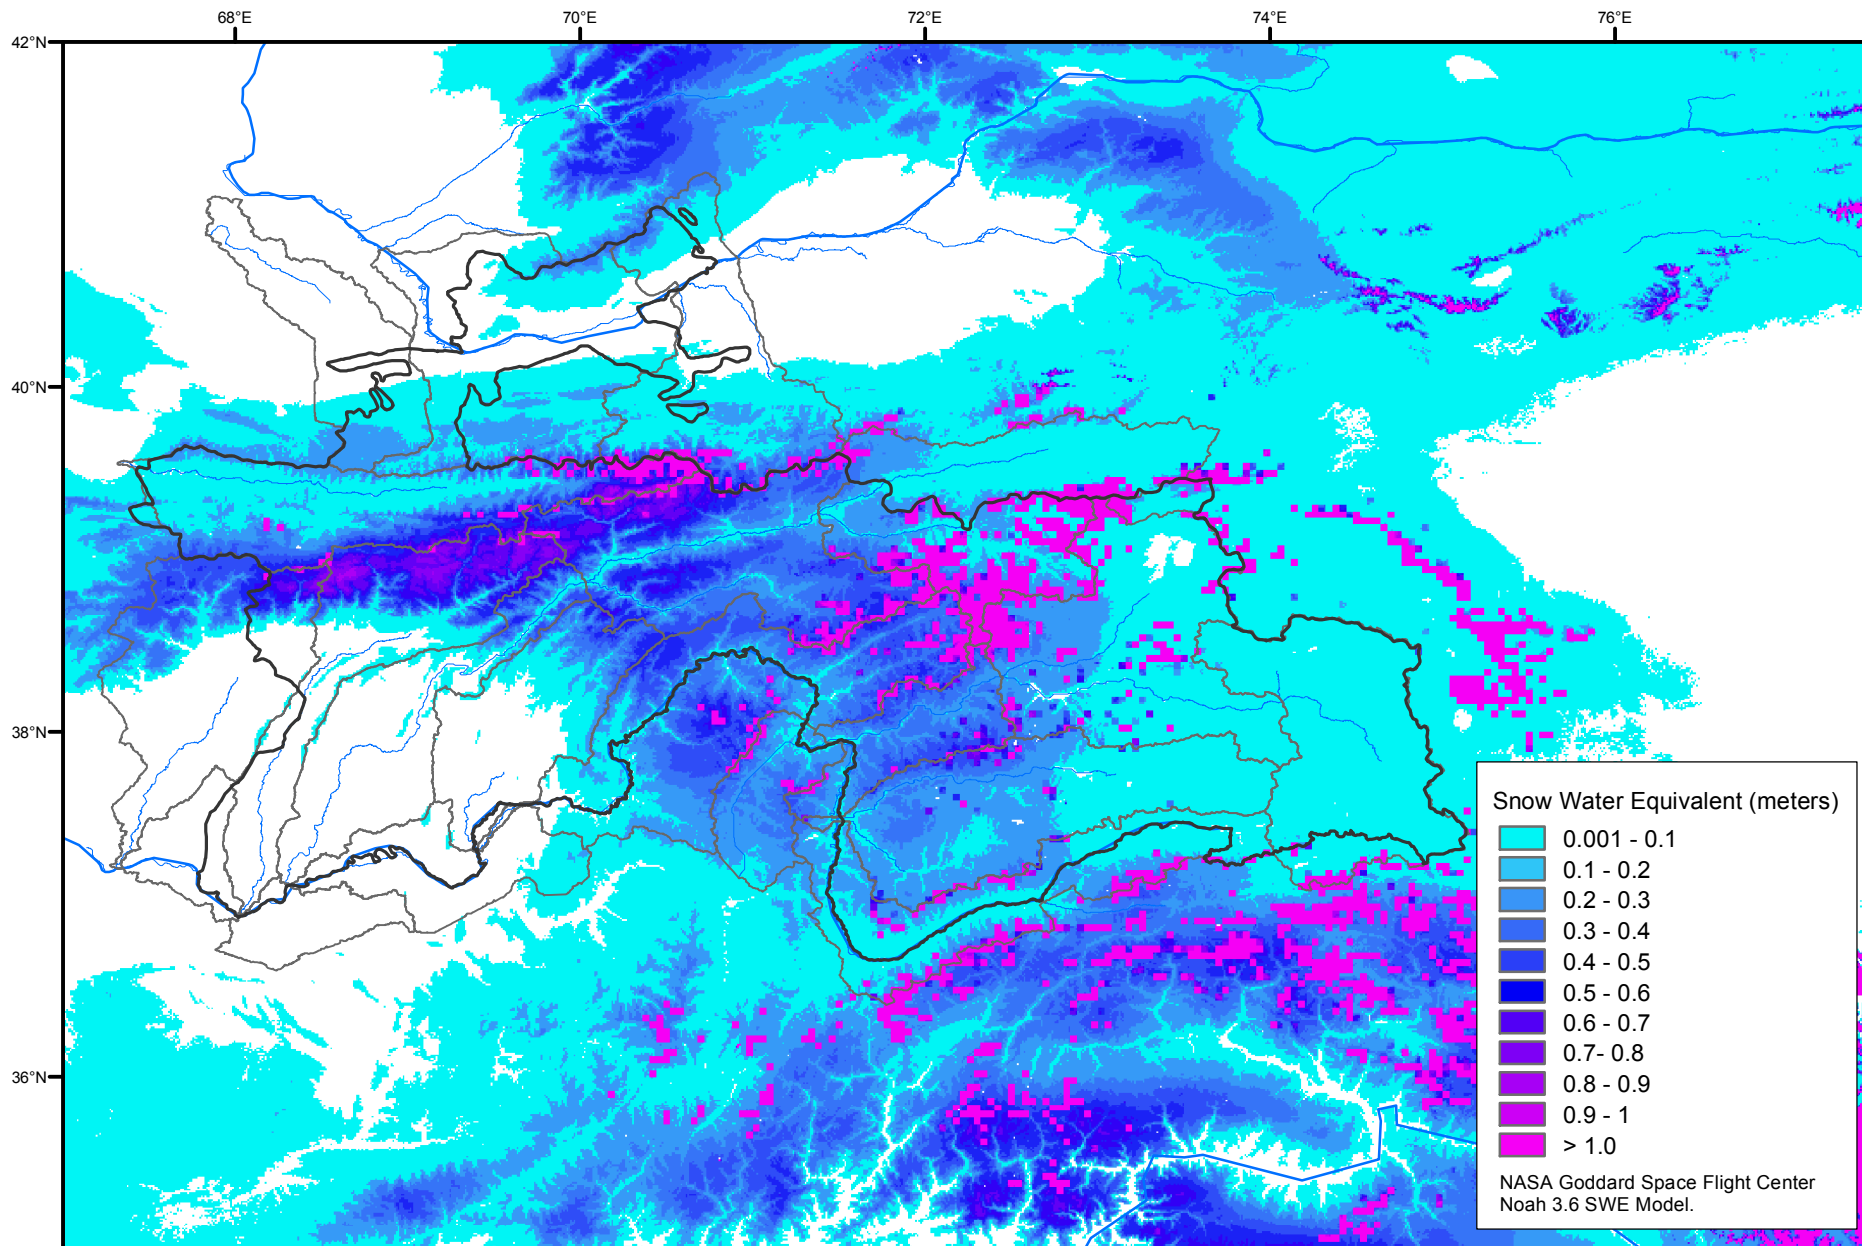 68°E 70°E 72°E 74°E 76°E
42°N
40°N
38°N
36°N
Snow Water Equivalent (meters)
0.001 - 0.1
0.1 - 0.2
0.2 - 0.3
0.3 - 0.4
0.4 - 0.5
0.5 - 0.6
0.6 - 0.7
0.7- 0.8
0.8 - 0.9
0.9 - 1
> 1.0
NASA Goddard Space Flight Center
Noah 3.6 SWE Model.